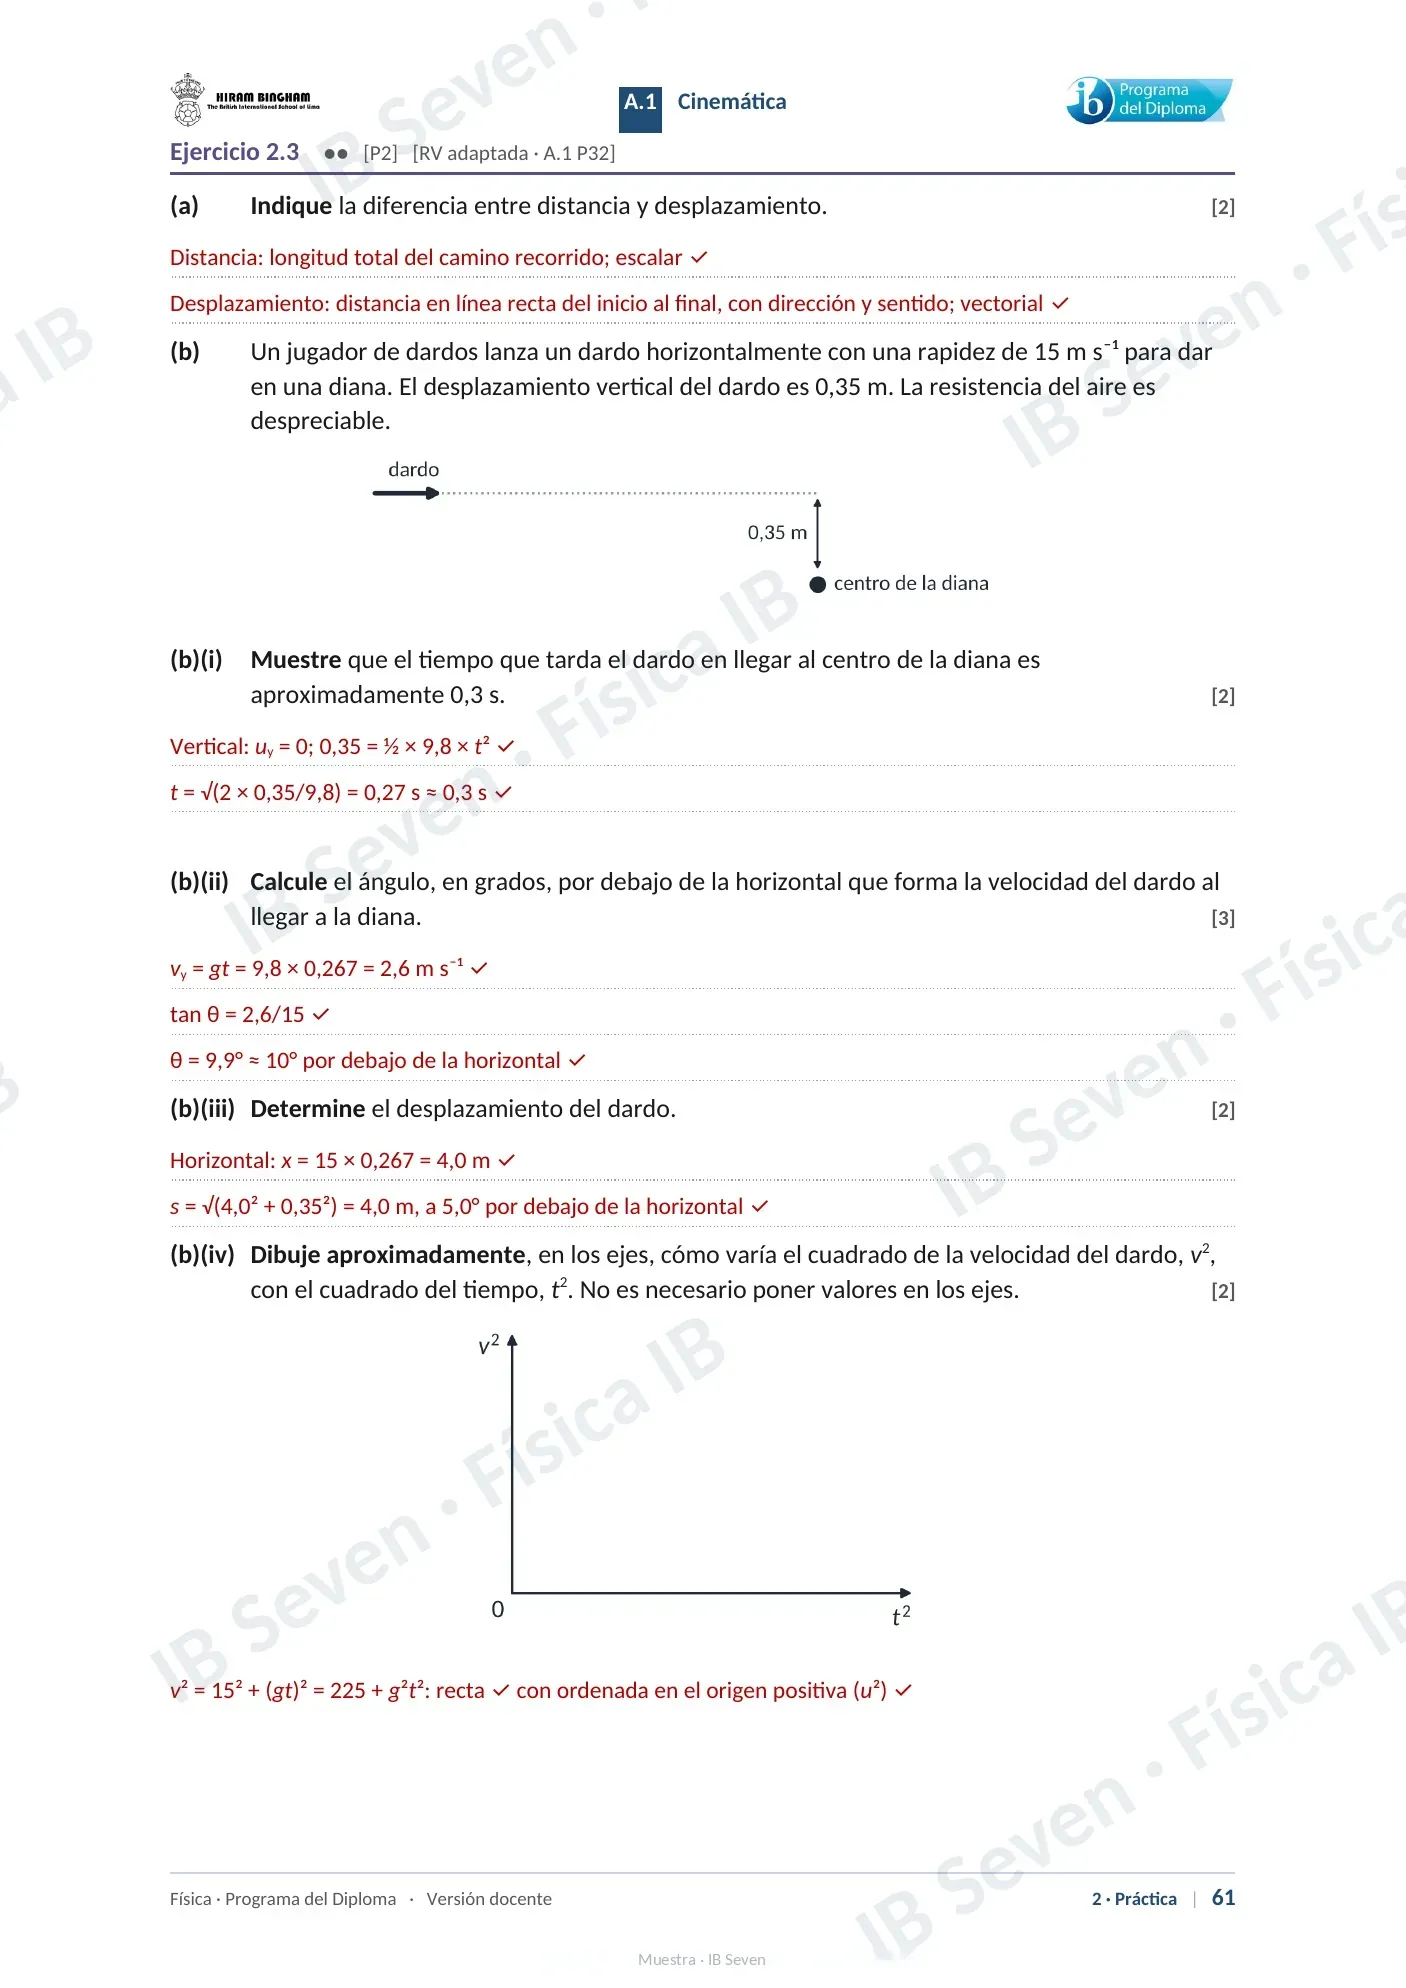 HIRAM BINGHAM
The British International School of Lima
A.1 Cinemática
Programa
del Diploma
Ejercicio 2.3 •• [P2] [RV adaptada · A.1 P32]
(a) Indique la diferencia entre distancia y desplazamiento. [2]
Distancia: longitud total del camino recorrido; escalar ✓
Desplazamiento: distancia en línea recta del inicio al final, con dirección y sentido; vectorial ✓
(b) Un jugador de dardos lanza un dardo horizontalmente con una rapidez de 15 m s⁻¹ para dar
en una diana. El desplazamiento vertical del dardo es 0,35 m. La resistencia del aire es
despreciable.
dardo
0,35 m
centro de la diana
(b)(i) Muestre que el tiempo que tarda el dardo en llegar al centro de la diana es
aproximadamente 0,3 s. [2]
Vertical: uᵧ = 0; 0,35 = ½ × 9,8 × t² ✓
t = √(2 × 0,35/9,8) = 0,27 s ≈ 0,3 s ✓
(b)(ii) Calcule el ángulo, en grados, por debajo de la horizontal que forma la velocidad del dardo al
llegar a la diana. [3]
vᵧ = gt = 9,8 × 0,267 = 2,6 m s⁻¹ ✓
tan θ = 2,6/15 ✓
θ = 9,9° ≈ 10° por debajo de la horizontal ✓
(b)(iii) Determine el desplazamiento del dardo. [2]
Horizontal: x = 15 × 0,267 = 4,0 m ✓
s = √(4,0² + 0,35²) = 4,0 m, a 5,0° por debajo de la horizontal ✓
(b)(iv) Dibuje aproximadamente, en los ejes, cómo varía el cuadrado de la velocidad del dardo, v²,
con el cuadrado del tiempo, t². No es necesario poner valores en los ejes. [2]
v²
0
t²
v² = 15² + (gt)² = 225 + g²t²: recta ✓ con ordenada en el origen positiva (u²) ✓
Física · Programa del Diploma · Versión docente
2 · Práctica | 61
Muestra · IB Seven
IB Seven · Física IB